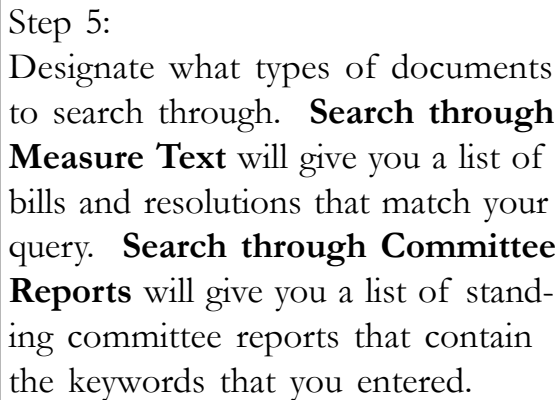 Step 5:
Designate what types of documents
to search through.  Search through
Measure Text will give you a list of
bills and resolutions that match your
query.  Search through Committee
Reports will give you a list of stand-
ing committee reports that contain
the keywords that you entered.